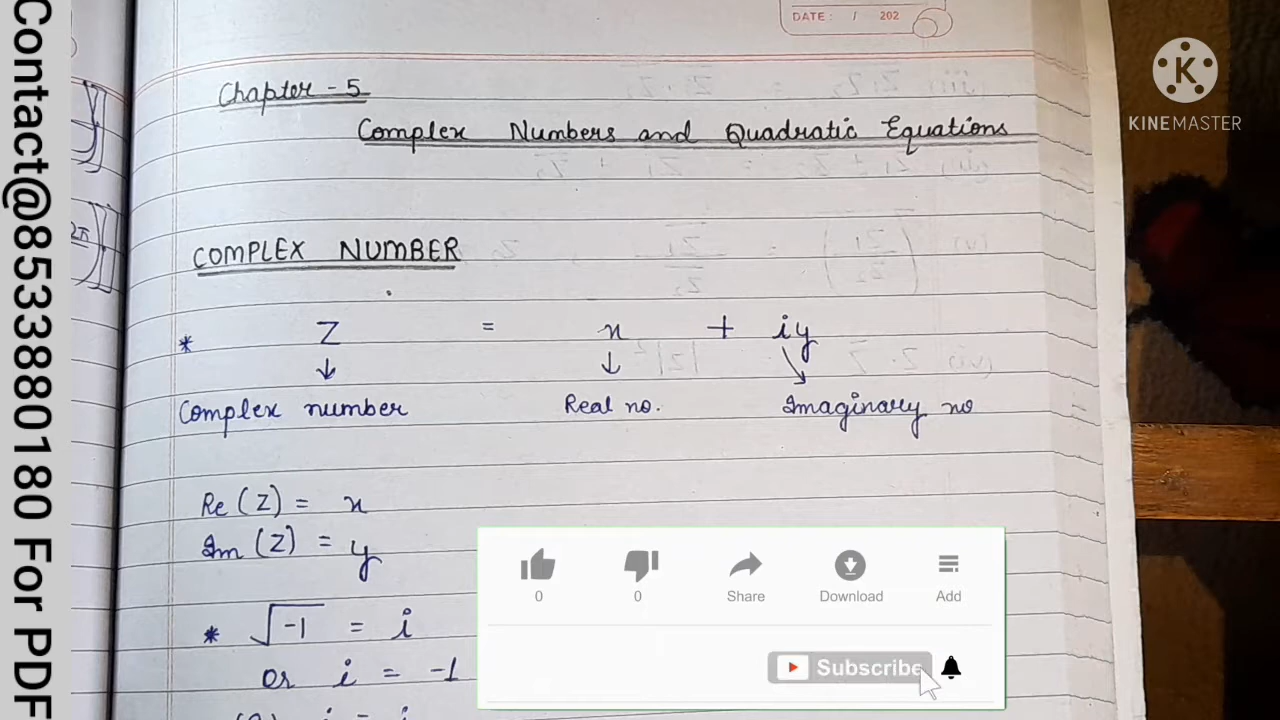 DATE : / 202
Chapter - 5
Complex Numbers and Quadratic Equations
COMPLEX NUMBER
* Z = x + iy
↓ ↓ ↘
Complex number Real no. Imaginary no
Re (Z) = x
Im (Z) = y
* √-1 = i
or i = -1
Contact@8533880180 For PDF
K
KINEMASTER
0 0 Share Download Add
Subscribe